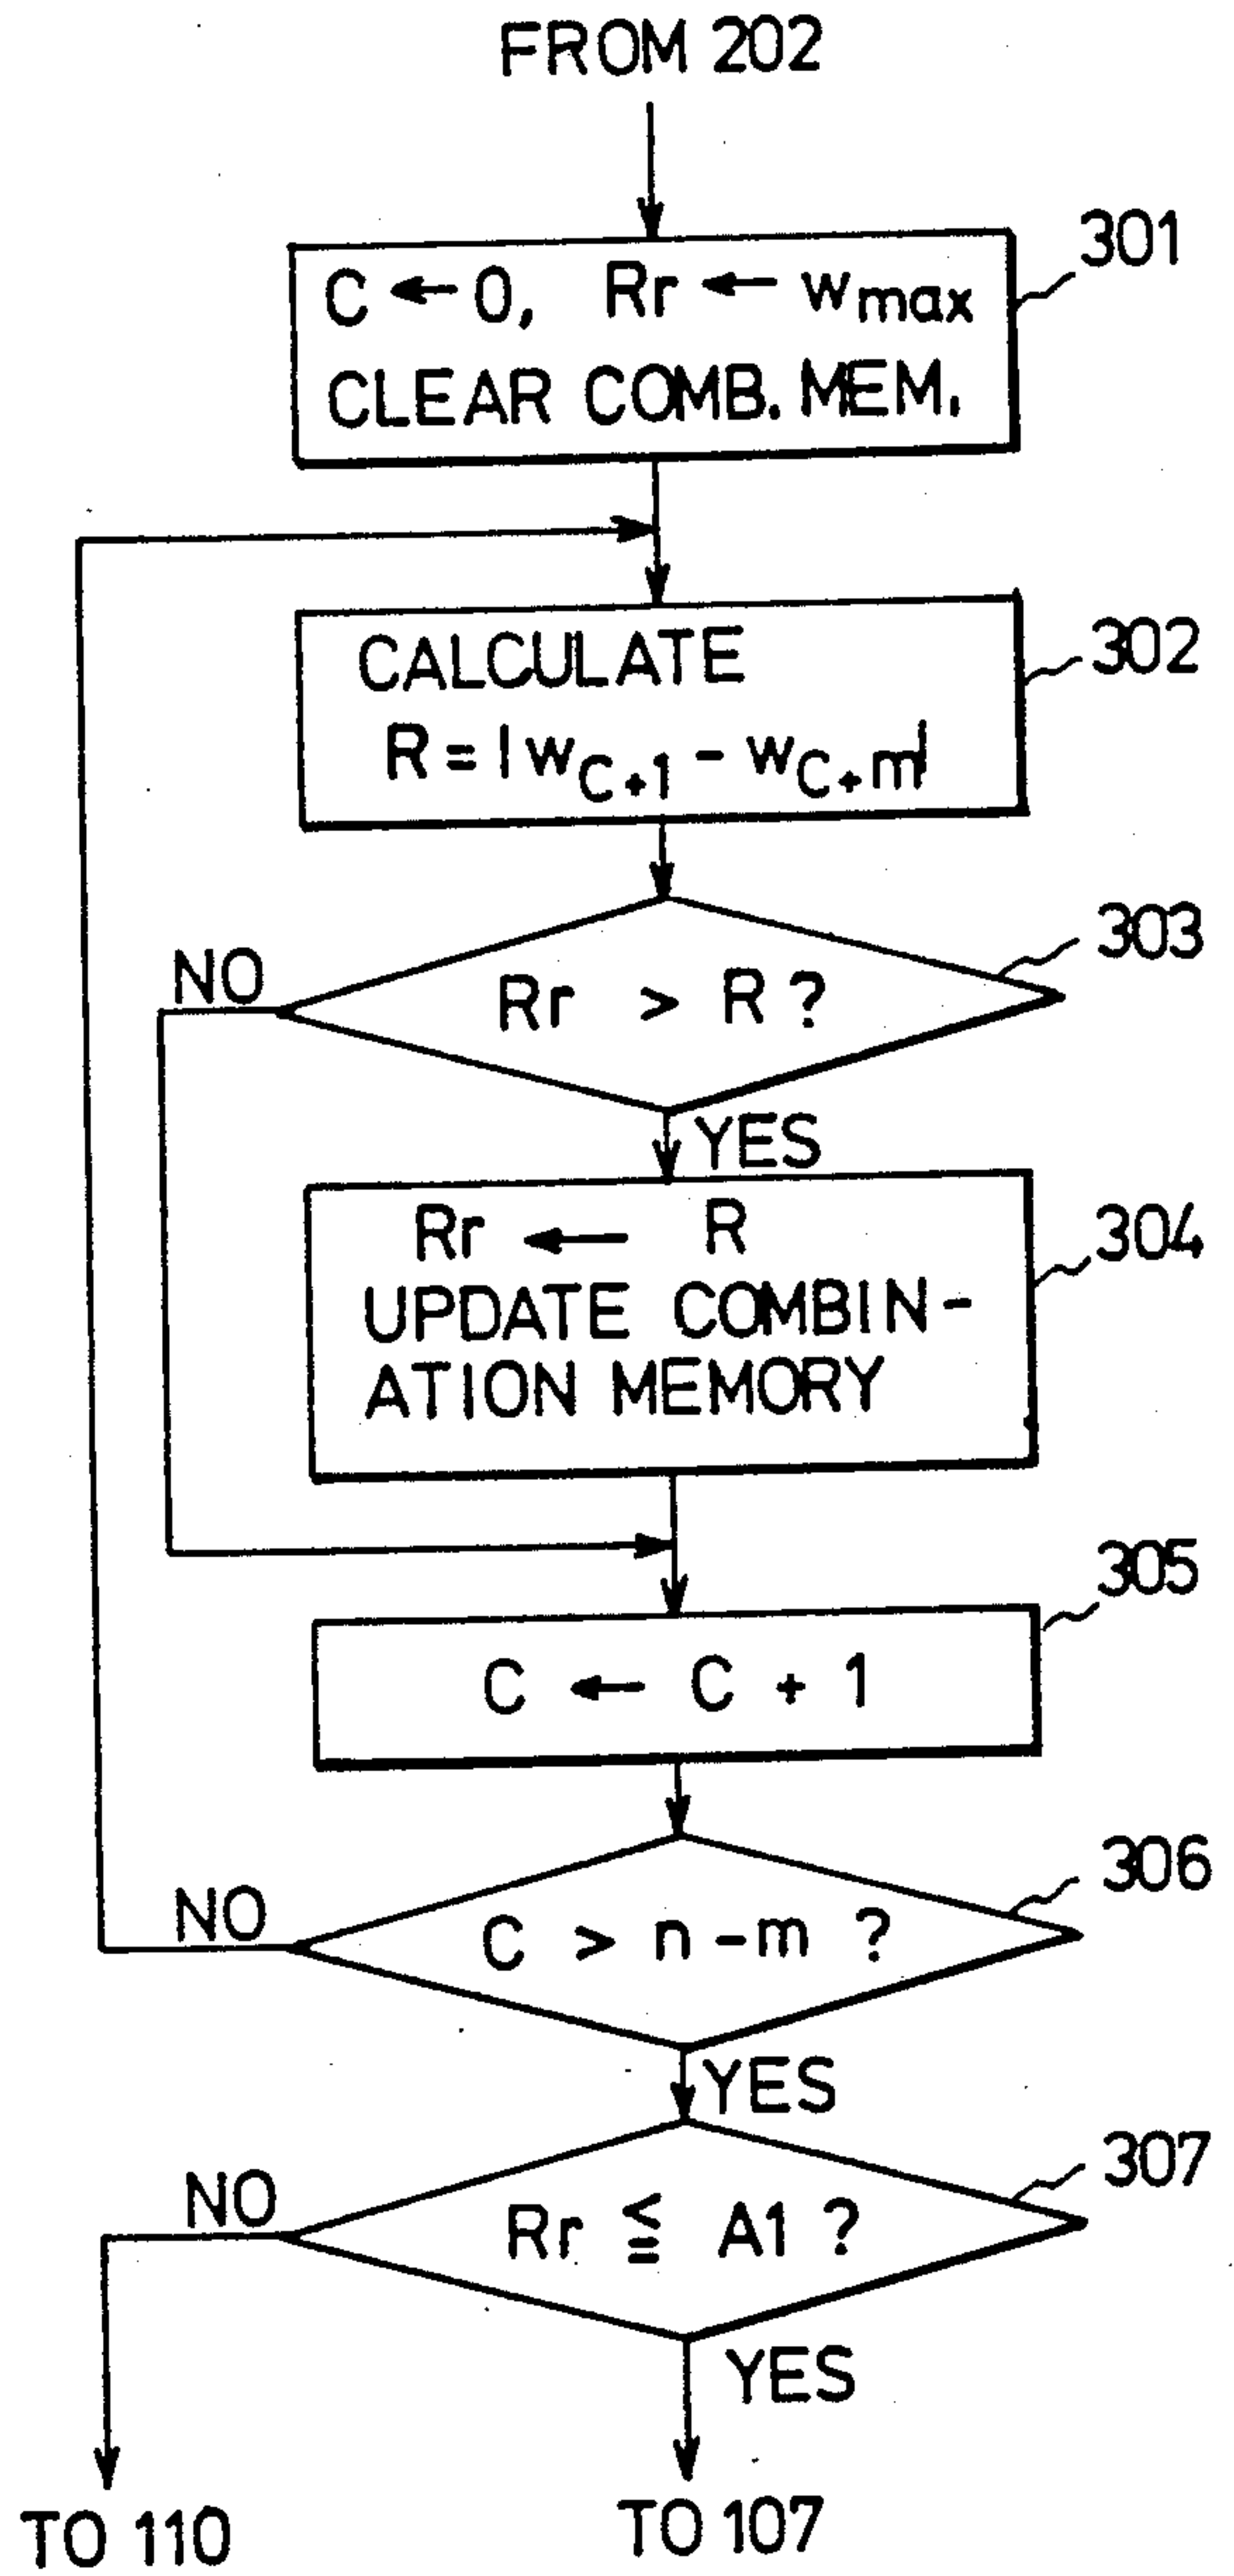 FROM 202
301
C ← 0, Rr ← wmax
CLEAR COMB. MEM.
302
CALCULATE
R = |wC+1 - wC+m|
303
NO
Rr > R ?
YES
304
Rr ← R
UPDATE COMBIN-
ATION MEMORY
305
C ← C + 1
306
NO
C > n - m ?
YES
307
NO
Rr ≦ A1 ?
YES
TO 110
TO 107